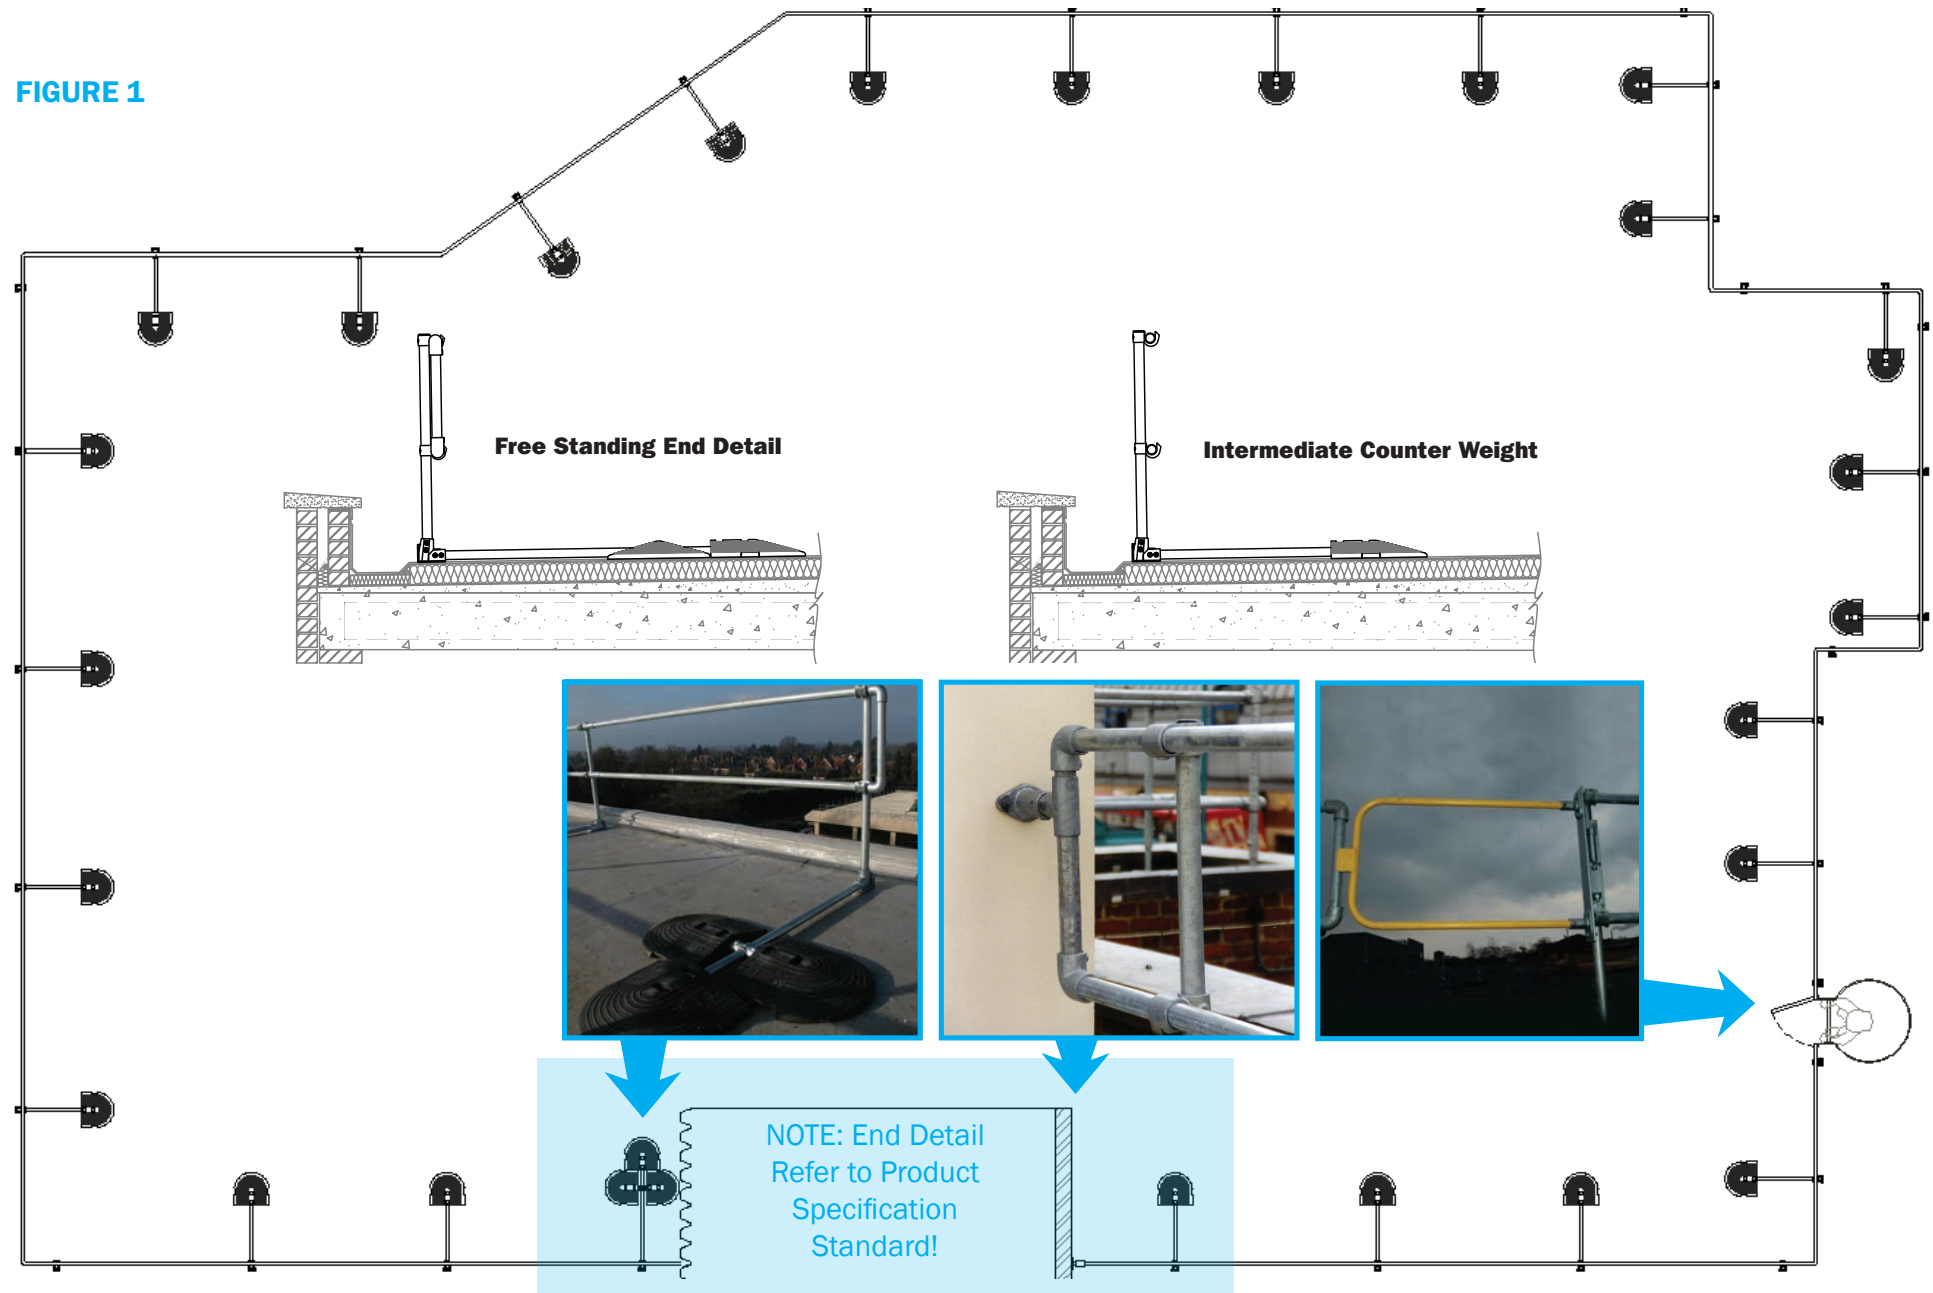 FIGURE 1
Free Standing End Detail
Intermediate Counter Weight
NOTE: End Detail
Refer to Product
Specification
Standard!